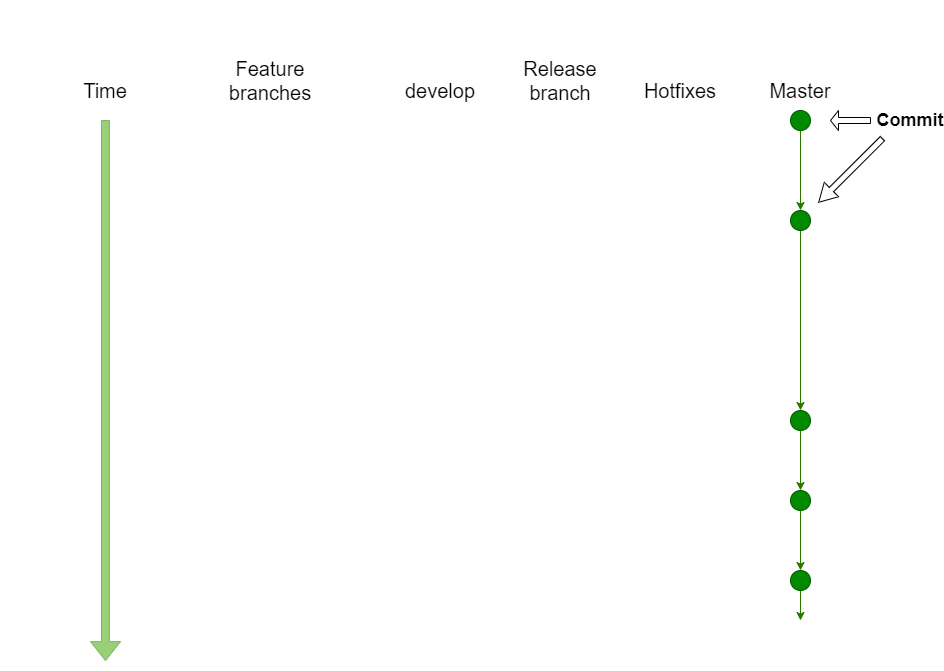 Time
Feature
branches
develop
Release
branch
Hotfixes
Master
Commit